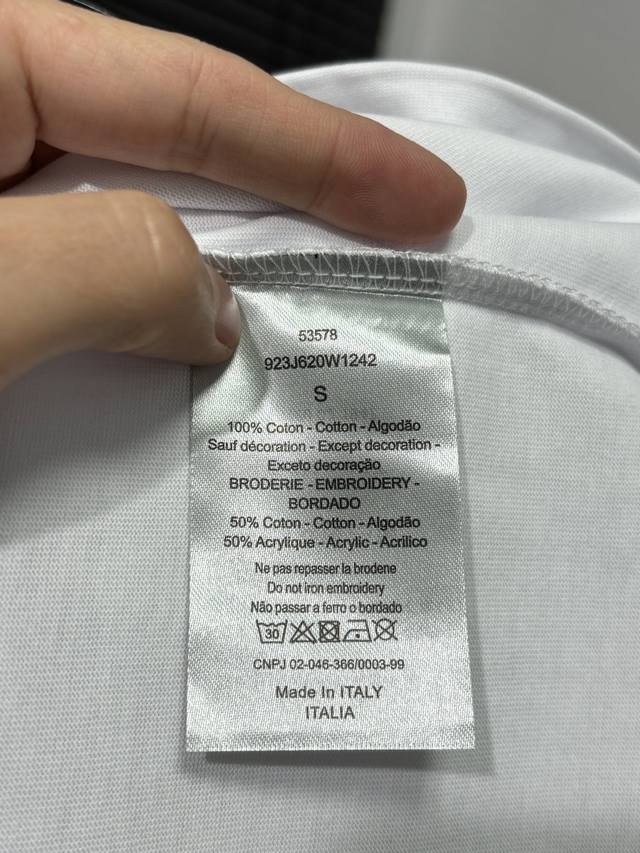 53578
923J620W1242
S
100% Coton - Cotton - Algodão
Sauf décoration - Except decoration -
Exceto decoração
BRODERIE - EMBROIDERY -
BORDADO
50% Coton - Cotton - Algodão
50% Acrylique - Acrylic - Acrilico
Ne pas repasser la brodene
Do not iron embroidery
Não passar a ferro o bordado
30
CNPJ 02-046-366/0003-99
Made In ITALY
ITALIA